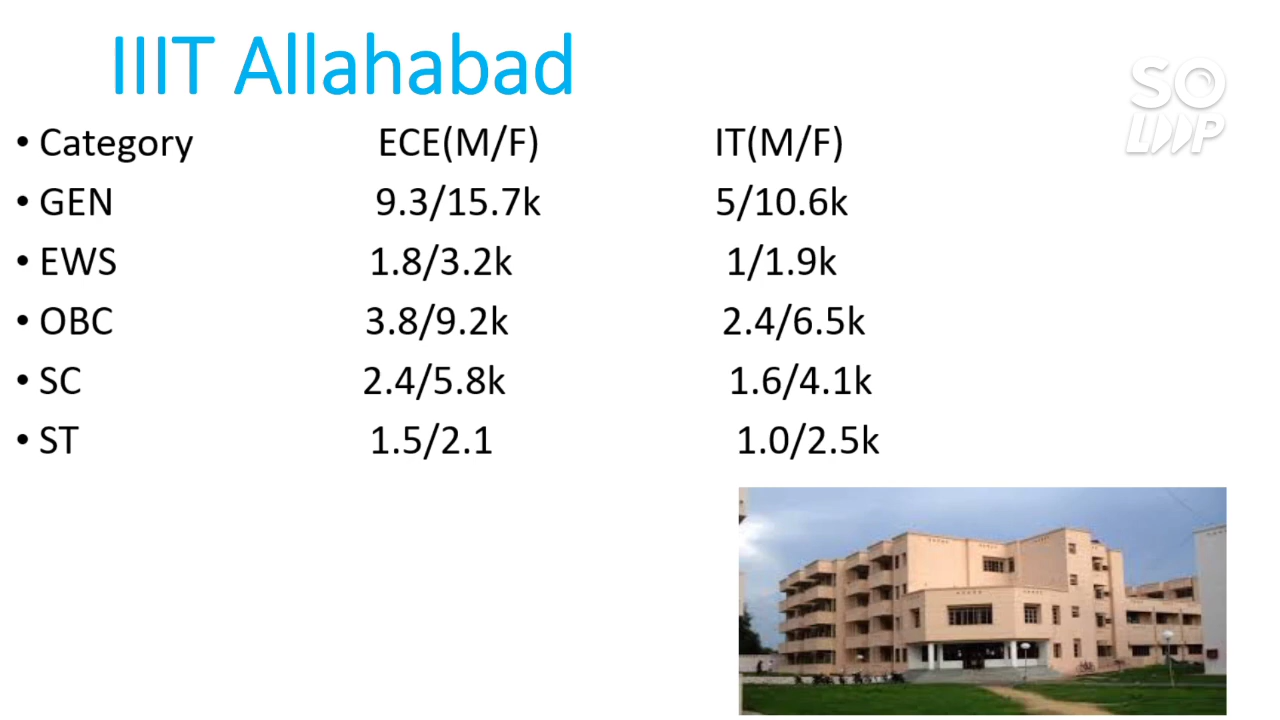 IIIT Allahabad
SO
LOOP
• Category ECE(M/F) IT(M/F)
• GEN 9.3/15.7k 5/10.6k
• EWS 1.8/3.2k 1/1.9k
• OBC 3.8/9.2k 2.4/6.5k
• SC 2.4/5.8k 1.6/4.1k
• ST 1.5/2.1 1.0/2.5k